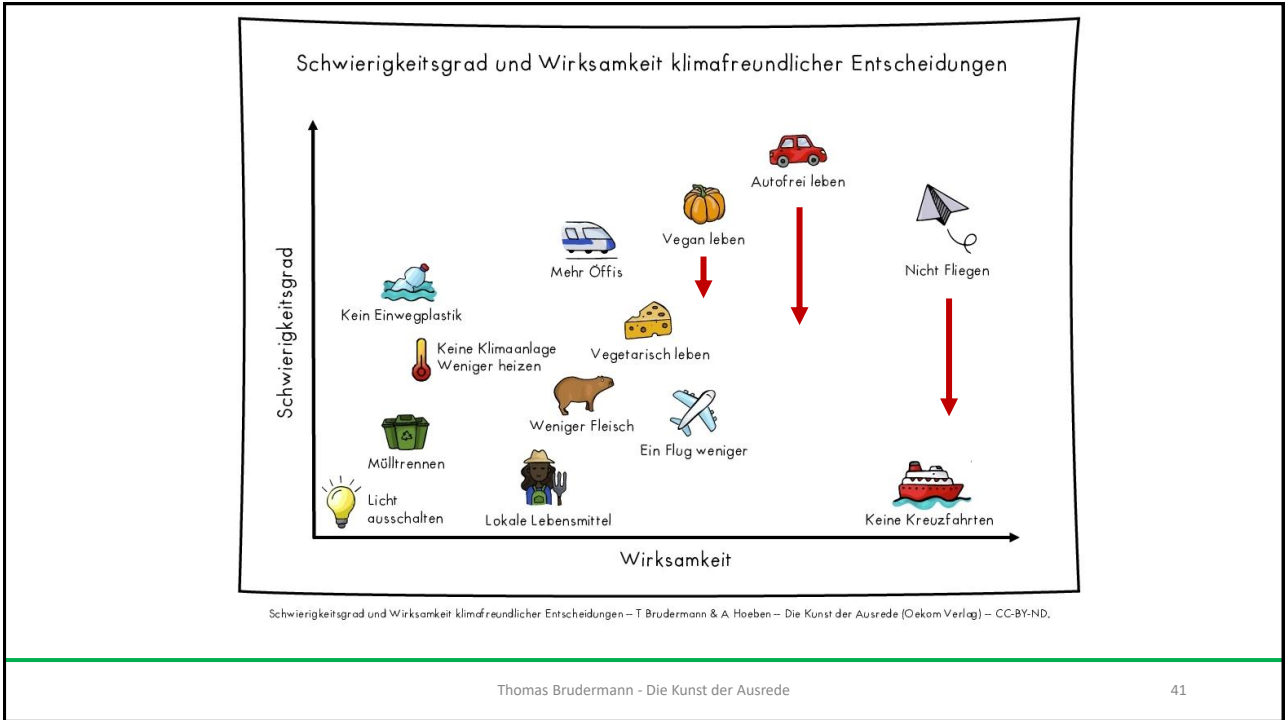 Schwierigkeitsgrad und Wirksamkeit klimafreundlicher Entscheidungen
Autofrei leben
Vegan leben
Mehr Öffis
Nicht Fliegen
Kein Einwegplastik
Keine Klimaanlage
Weniger heizen
Vegetarisch leben
Weniger Fleisch
Ein Flug weniger
Mülltrennen
Licht
ausschalten
Lokale Lebensmittel
Keine Kreuzfahrten
Schwierigkeitsgrad
Wirksamkeit
Schwierigkeitsgrad und Wirksamkeit klimafreundlicher Entscheidungen – T Brudermann & A Hoeben – Die Kunst der Ausrede (Oekom Verlag) – CC-BY-ND.
Thomas Brudermann - Die Kunst der Ausrede
41